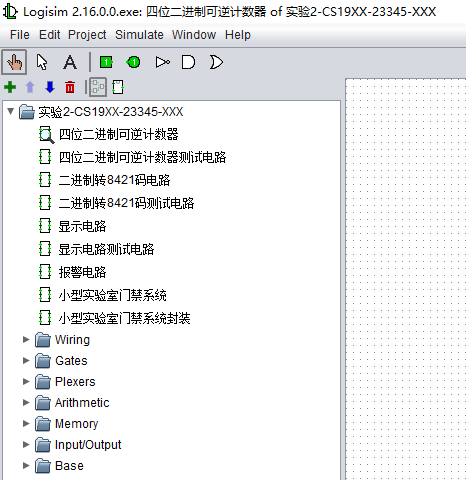 Logisim 2.16.0.0.exe: 四位二进制可逆计数器 of 实验2-CS19XX-23345-XXX
File Edit Project Simulate Window Help
A 1 1
实验2-CS19XX-23345-XXX
四位二进制可逆计数器
四位二进制可逆计数器测试电路
二进制转8421码电路
二进制转8421码测试电路
显示电路
显示电路测试电路
报警电路
小型实验室门禁系统
小型实验室门禁系统封装
Wiring
Gates
Plexers
Arithmetic
Memory
Input/Output
Base